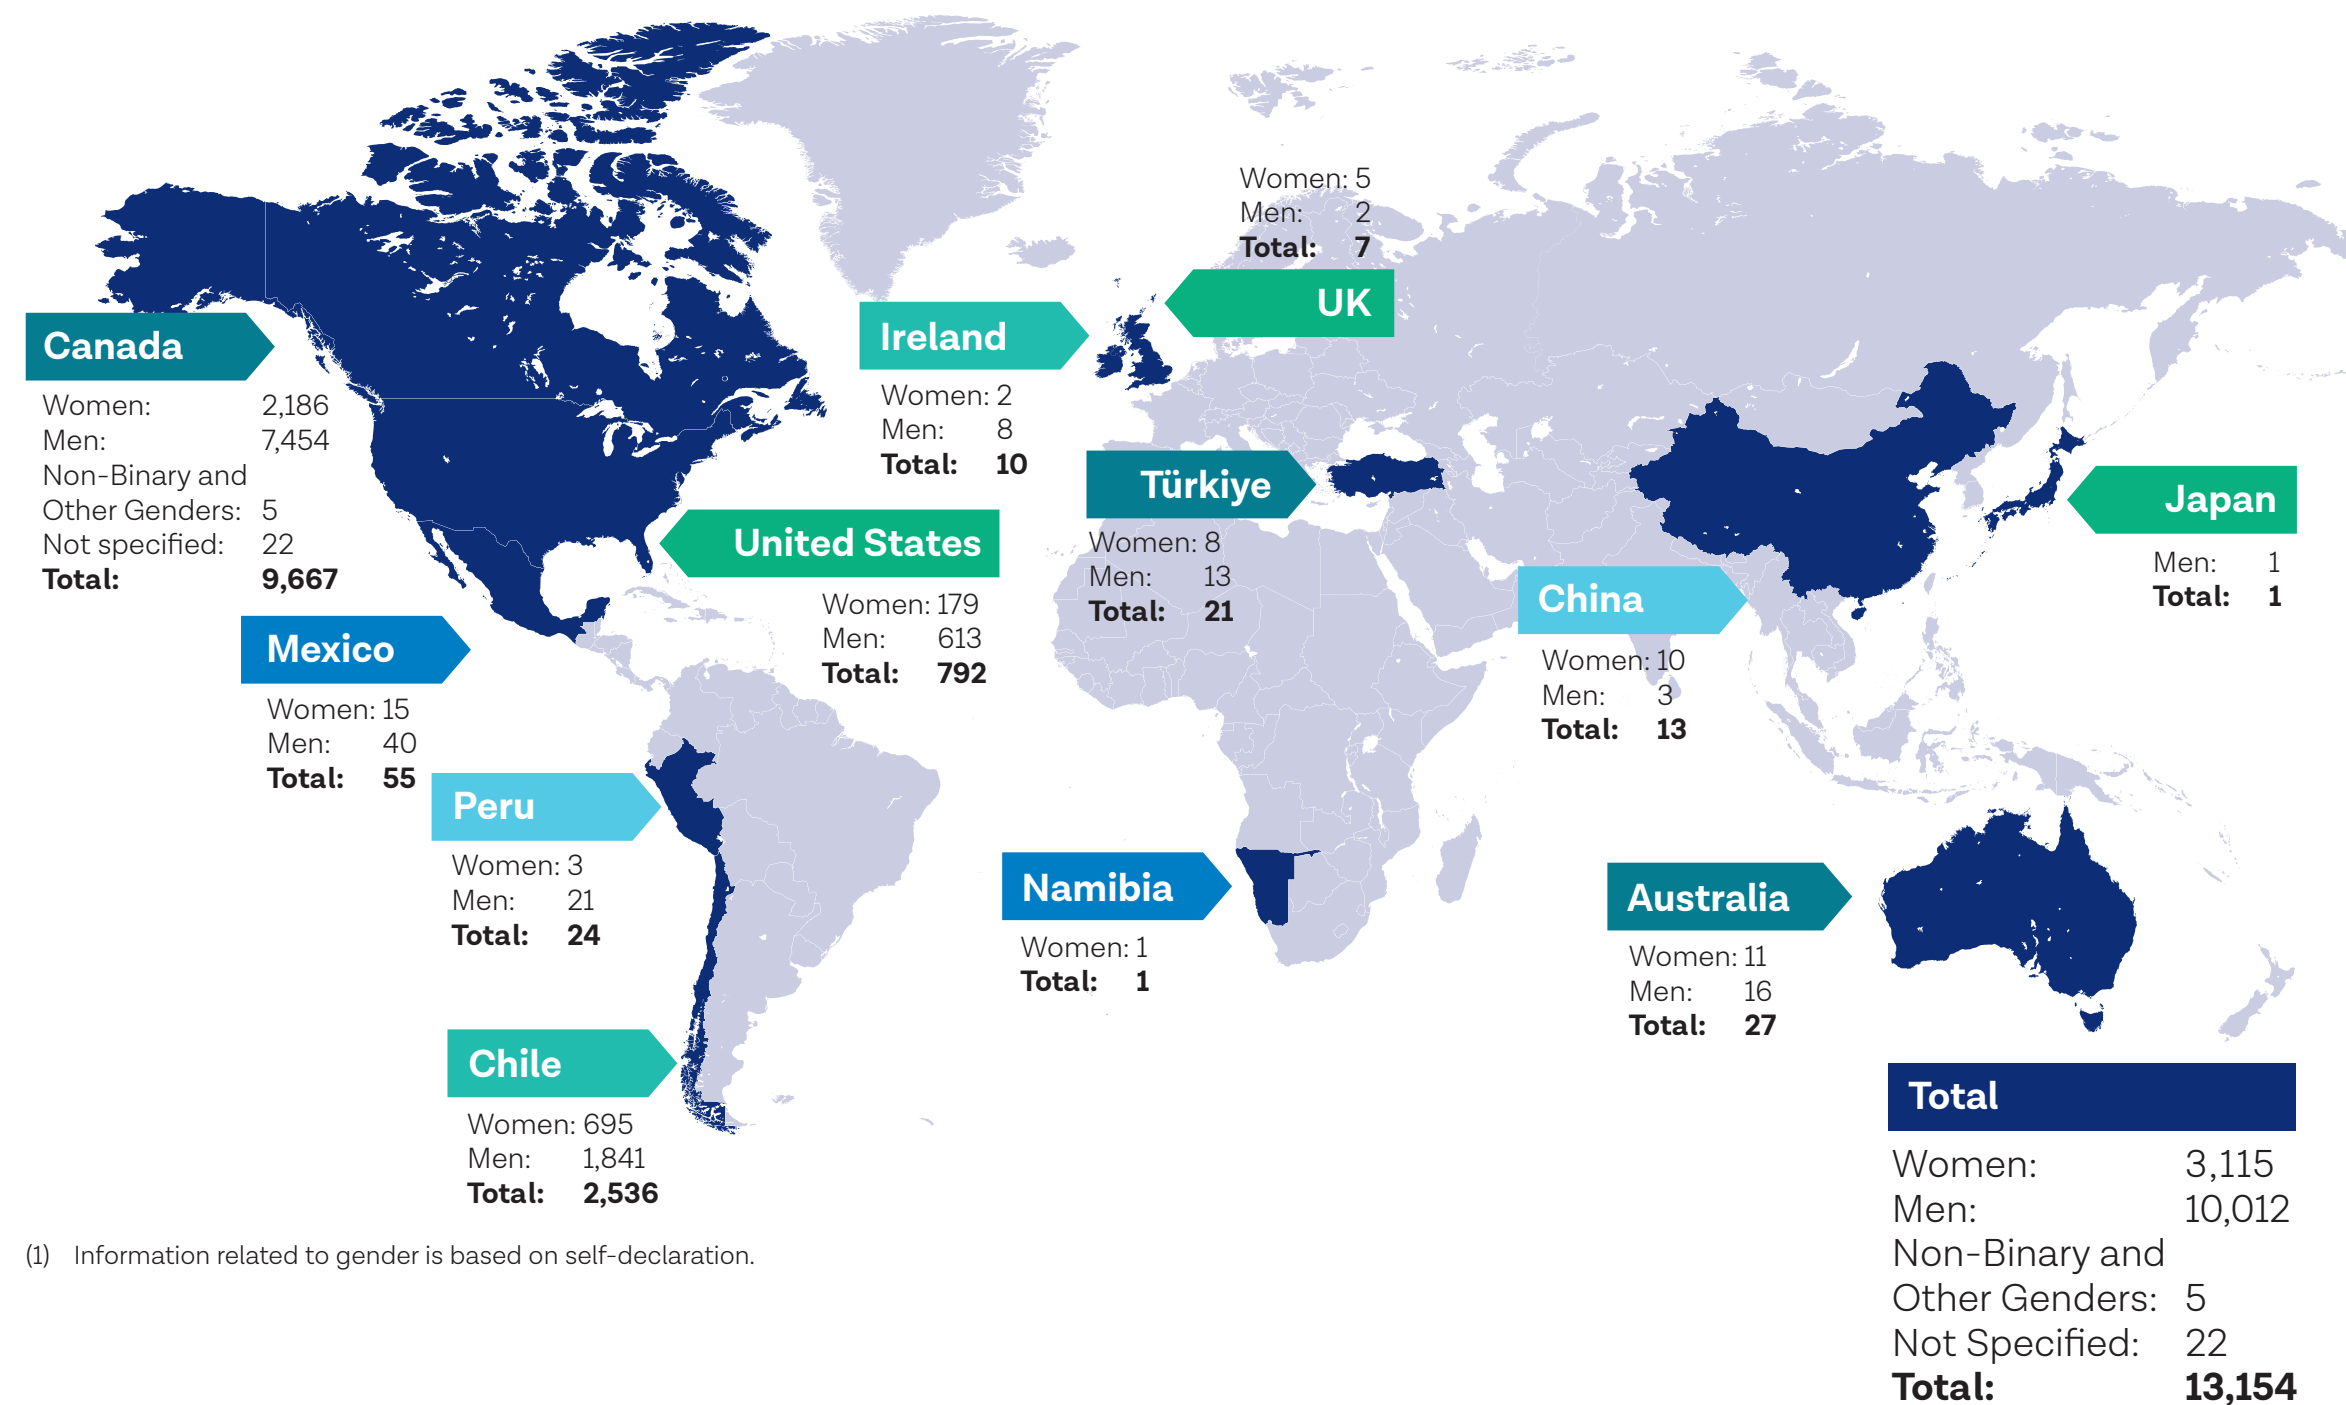 Women: 5
Men: 2
Total: 7
UK
Ireland
Women: 2
Men: 8
Total: 10
Canada
Women: 2,186
Men: 7,454
Non-Binary and
Other Genders: 5
Not specified: 22
Total: 9,667
Türkiye
Women: 8
Men: 13
Total: 21
Japan
Men: 1
Total: 1
United States
Women: 179
Men: 613
Total: 792
China
Women: 10
Men: 3
Total: 13
Mexico
Women: 15
Men: 40
Total: 55
Peru
Women: 3
Men: 21
Total: 24
Namibia
Women: 1
Total: 1
Australia
Women: 11
Men: 16
Total: 27
Chile
Women: 695
Men: 1,841
Total: 2,536
Total
Women: 3,115
Men: 10,012
Non-Binary and
Other Genders: 5
Not Specified: 22
Total: 13,154
(1) Information related to gender is based on self-declaration.